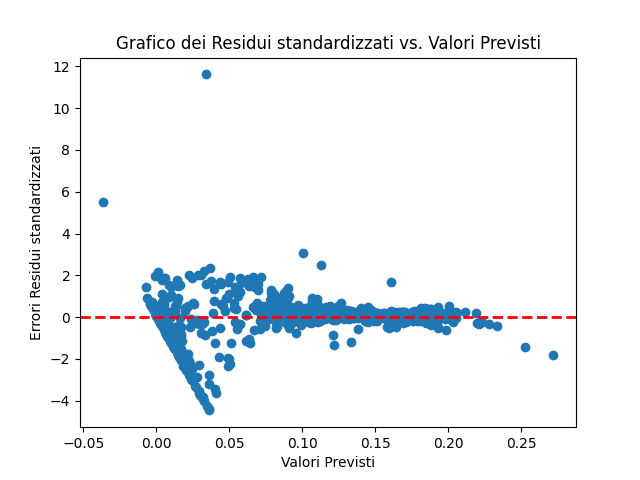 Grafico dei Residui standardizzati vs. Valori Previsti
Errori Residui standardizzati
12
10
8
6
4
2
0
−2
−4
−0.05 0.00 0.05 0.10 0.15 0.20 0.25
Valori Previsti